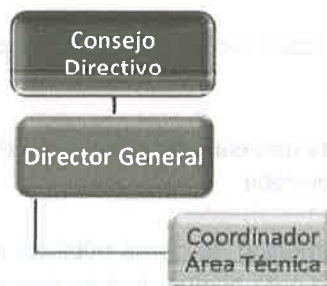 Consejo
Directivo
Director General
Coordinador
Área Técnica